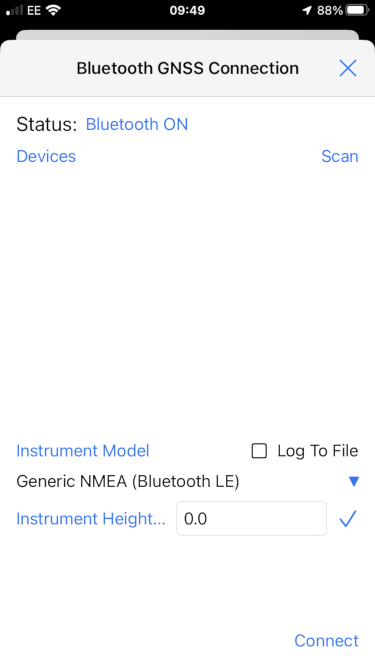 EE 09:49 88%
Bluetooth GNSS Connection
Status: Bluetooth ON
Devices Scan
Instrument Model Log To File
Generic NMEA (Bluetooth LE)
Instrument Height... 0.0
Connect